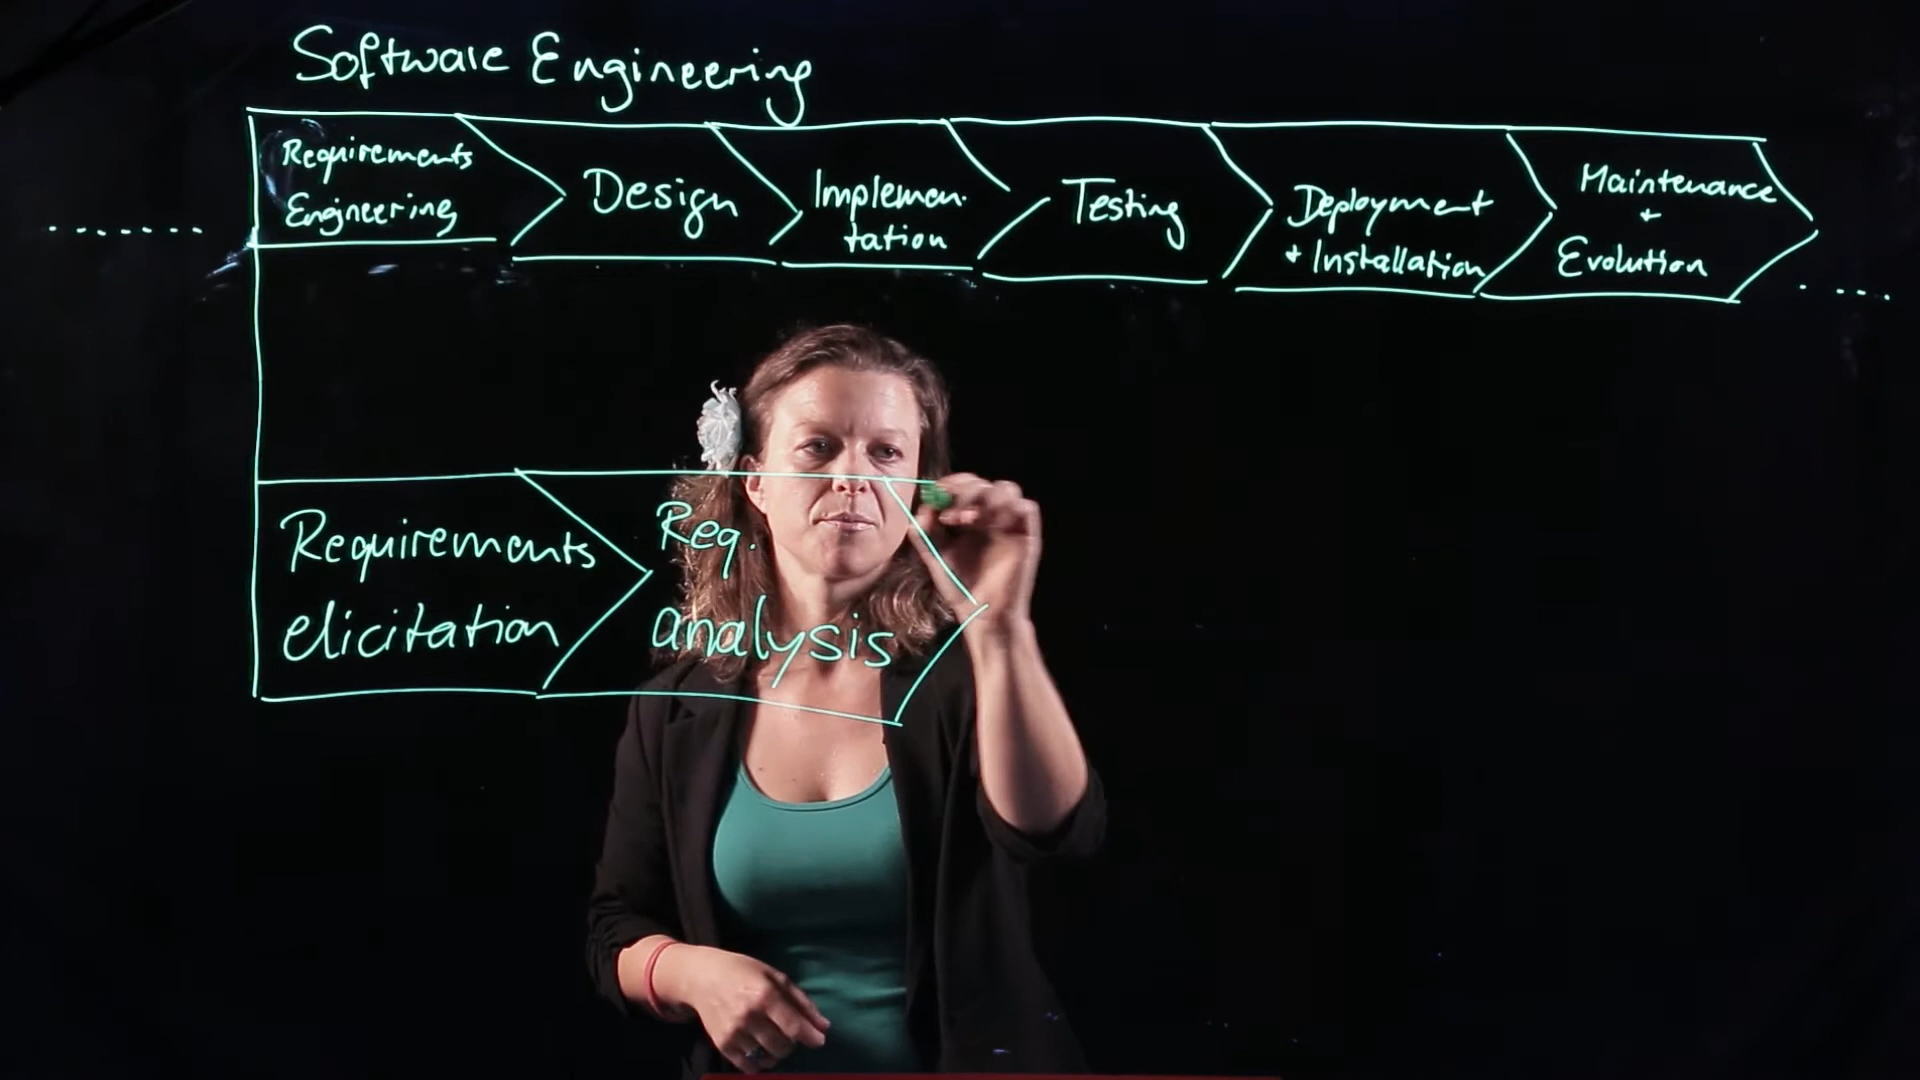 Software Engineering
Requirements
Engineering
Design
Implemen-
tation
Testing
Deployment
+ Installation
Maintenance
+
Evolution
Requirements
elicitation
Req.
analysis